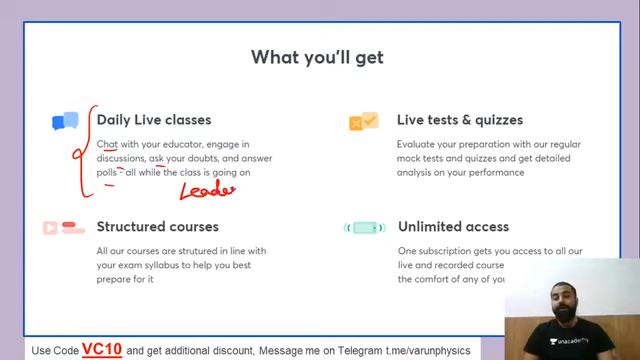 What you'll get
Daily Live classes
Chat with your educator, engage in
discussions, ask your doubts, and answer
polls - all while the class is going on
Leade
Live tests & quizzes
Evaluate your preparation with our regular
mock tests and quizzes and get detailed
analysis on your performance
Structured courses
All our courses are strutured in line with
your exam syllabus to help you best
prepare for it
Unlimited access
One subscription gets you access to all our
live and recorded course
the comfort of any of you
unacademy
Use Code VC10 and get additional discount, Message me on Telegram t.me/varunphysics